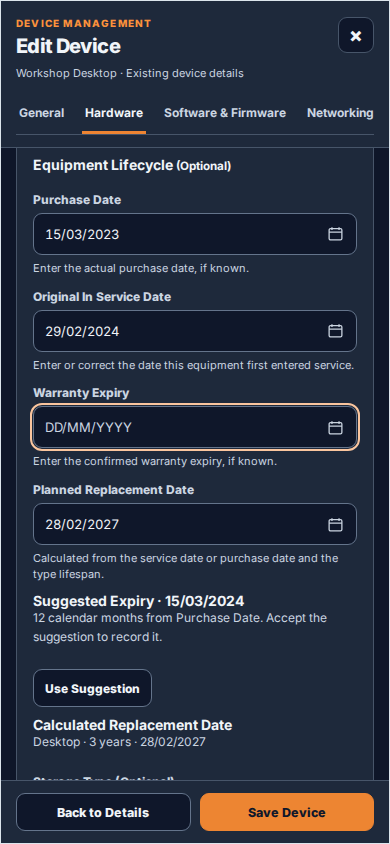 DEVICE MANAGEMENT
Edit Device
Workshop Desktop · Existing device details
General Hardware Software & Firmware Networking
Equipment Lifecycle (Optional)
Purchase Date
15/03/2023
Enter the actual purchase date, if known.
Original In Service Date
29/02/2024
Enter or correct the date this equipment first entered service.
Warranty Expiry
DD/MM/YYYY
Enter the confirmed warranty expiry, if known.
Planned Replacement Date
28/02/2027
Calculated from the service date or purchase date and the
type lifespan.
Suggested Expiry · 15/03/2024
12 calendar months from Purchase Date. Accept the
suggestion to record it.
Use Suggestion
Calculated Replacement Date
Desktop · 3 years · 28/02/2027
Storage Type (Optional)
Back to Details Save Device